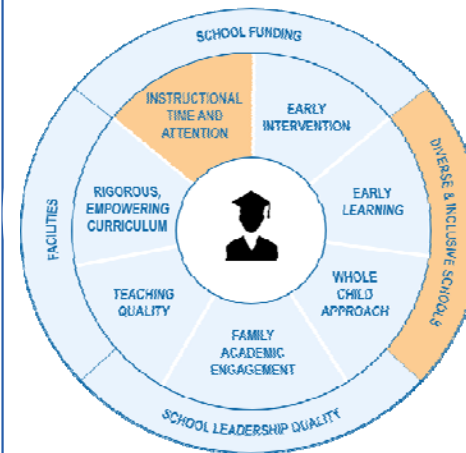 SCHOOL FUNDING
INSTRUCTIONAL
TIME AND
ATTENTION
EARLY
INTERVENTION
RIGOROUS,
EMPOWERING
CURRICULUM
EARLY
LEARNING
DIVERSE & INCLUSIVE SCHOOLS
FACILITIES
TEACHING
QUALITY
WHOLE
CHILD
APPROACH
FAMILY
ACADEMIC
ENGAGEMENT
SCHOOL LEADERSHIP QUALITY